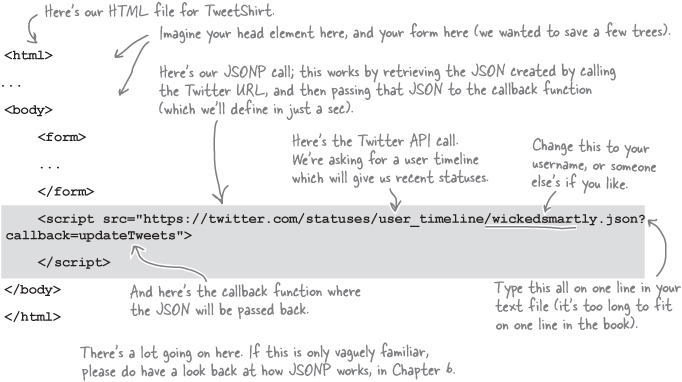 Here's our HTML file for TweetShirt.
Imagine your head element here, and your form here (we wanted to save a few trees).
<html>
...
Here's our JSONP call; this works by retrieving the JSON created by calling
the Twitter URL, and then passing that JSON to the callback function
(which we'll define in just a sec).
<body>
<form>
...
</form>
Here's the Twitter API call.
We're asking for a user timeline
which will give us recent statuses.
Change this to your
username, or someone
else's if you like.
<script src="https://twitter.com/statuses/user_timeline/wickedsmartly.json?
callback=updateTweets">
</script>
</body>
</html>
And here's the callback function where
the JSON will be passed back.
Type this all on one line in your
text file (it's too long to fit
on one line in the book).
There's a lot going on here. If this is only vaguely familiar,
please do have a look back at how JSONP works, in Chapter 6.